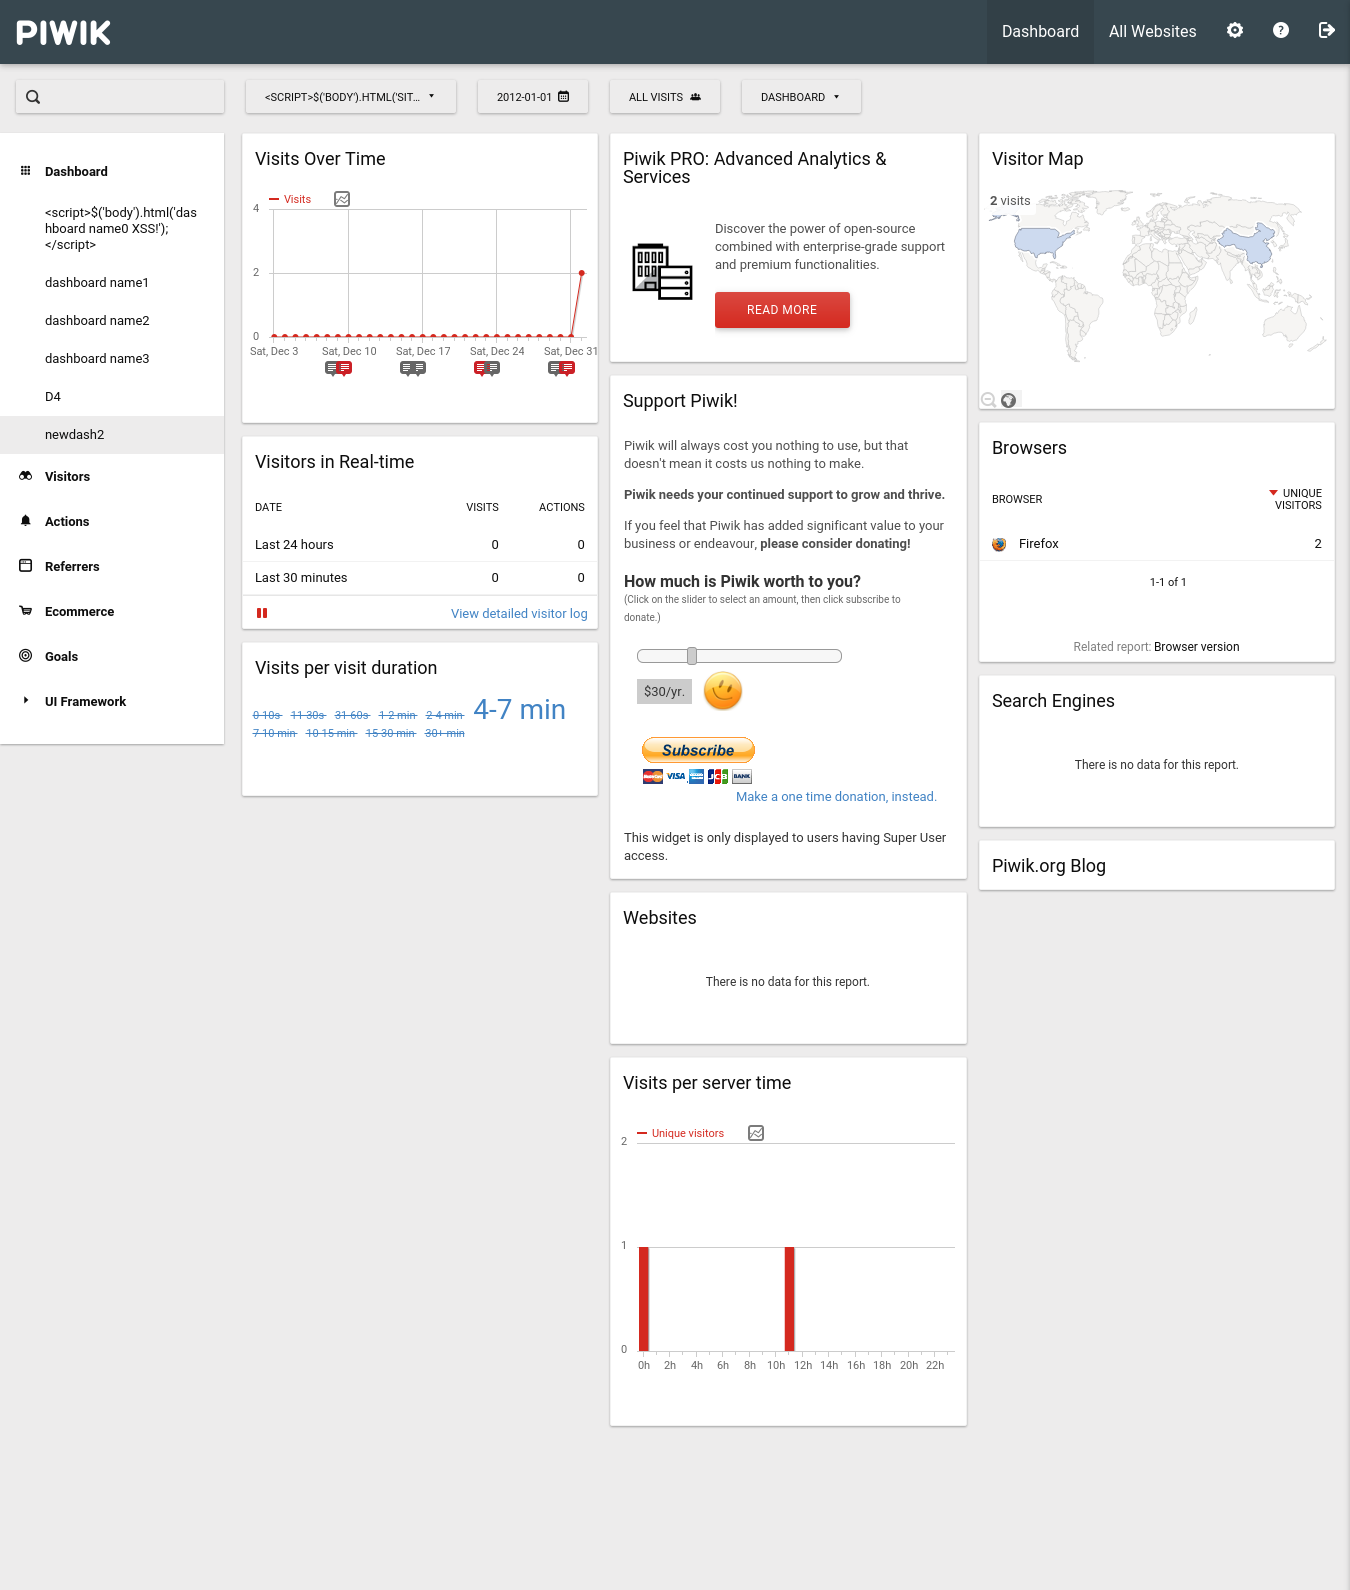 PIWIK
Dashboard
All Websites
<SCRIPT>$('BODY').HTML('SIT...
2012-01-01
ALL VISITS
DASHBOARD
Dashboard
<script>$('body').html('das
hboard name0 XSS!');
</script>
dashboard name1
dashboard name2
dashboard name3
D4
newdash2
Visitors
Actions
Referrers
Ecommerce
Goals
UI Framework
Visits Over Time
Visits
4
2
0
Sat, Dec 3 Sat, Dec 10 Sat, Dec 17 Sat, Dec 24 Sat, Dec 31
Visitors in Real-time
DATE VISITS ACTIONS
Last 24 hours 0 0
Last 30 minutes 0 0
View detailed visitor log
Visits per visit duration
0-10s 11-30s 31-60s 1-2 min 2-4 min 4-7 min
7-10 min 10-15 min 15-30 min 30+ min
Piwik PRO: Advanced Analytics &
Services
Discover the power of open-source
combined with enterprise-grade support
and premium functionalities.
READ MORE
Support Piwik!
Piwik will always cost you nothing to use, but that
doesn't mean it costs us nothing to make.
Piwik needs your continued support to grow and thrive.
If you feel that Piwik has added significant value to your
business or endeavour, please consider donating!
How much is Piwik worth to you?
(Click on the slider to select an amount, then click subscribe to
donate.)
$30/yr.
Subscribe
MasterCard VISA JCB BANK
Make a one time donation, instead.
This widget is only displayed to users having Super User
access.
Websites
There is no data for this report.
Visits per server time
Unique visitors
2
1
0
0h 2h 4h 6h 8h 10h 12h 14h 16h 18h 20h 22h
Visitor Map
2 visits
Browsers
BROWSER
UNIQUE
VISITORS
Firefox 2
1-1 of 1
Related report: Browser version
Search Engines
There is no data for this report.
Piwik.org Blog